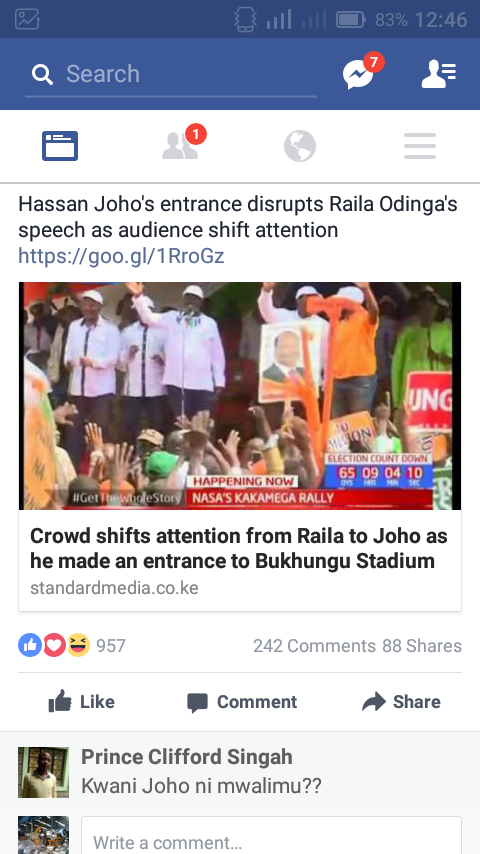 83% 12:46
Search
7
1
Hassan Joho's entrance disrupts Raila Odinga's
speech as audience shift attention
https://goo.gl/1RroGz
UNG
10
MILLION
ELECTION COUNT DOWN
65 09 04 10
DYS HRS MIN SEC
HAPPENING NOW
#GetTheWholeStory
NASA'S KAKAMEGA RALLY
Crowd shifts attention from Raila to Joho as
he made an entrance to Bukhungu Stadium
standardmedia.co.ke
957
242 Comments 88 Shares
Like
Comment
Share
Prince Clifford Singah
Kwani Joho ni mwalimu??
Write a comment...